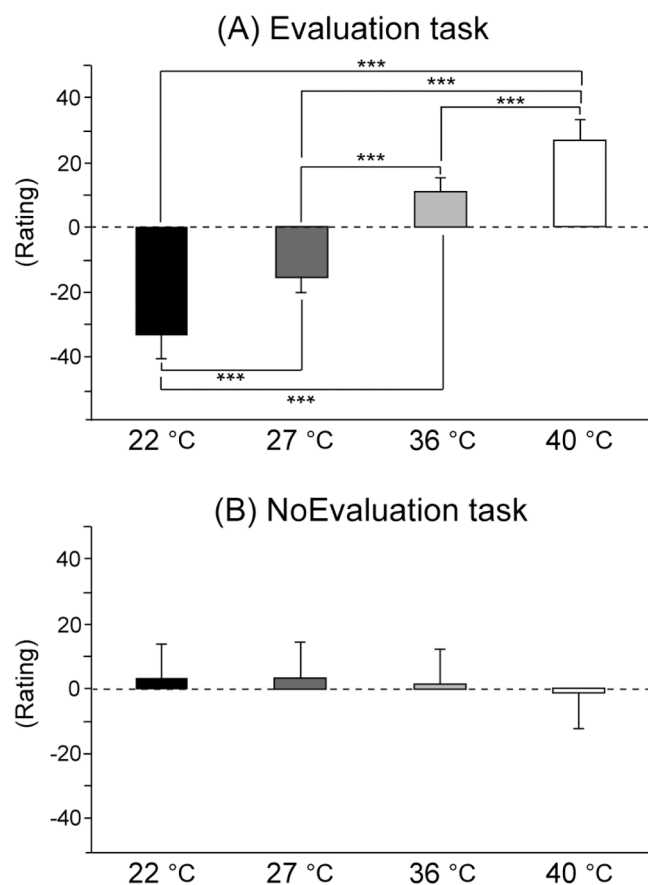 (A) Evaluation task
***
***
***
***
40
20
0
-20
-40
(Rating)
***
***
22 °C 27 °C 36 °C 40 °C
(B) NoEvaluation task
40
20
0
-20
-40
(Rating)
22 °C 27 °C 36 °C 40 °C